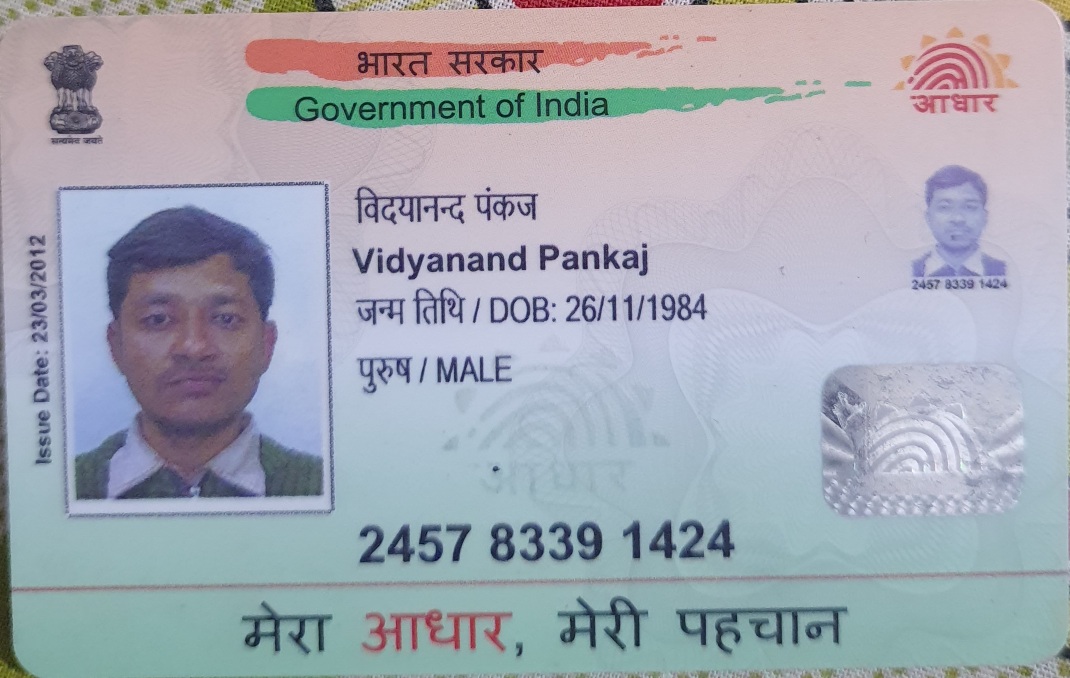 भारत सरकार
Government of India
आधार
सत्यमेव जयते
Issue Date: 23/03/2012
विदयानन्द पंकज
Vidyanand Pankaj
जन्म तिथि / DOB: 26/11/1984
पुरुष / MALE
2457 8339 1424
आधार
2457 8339 1424
मेरा आधार, मेरी पहचान